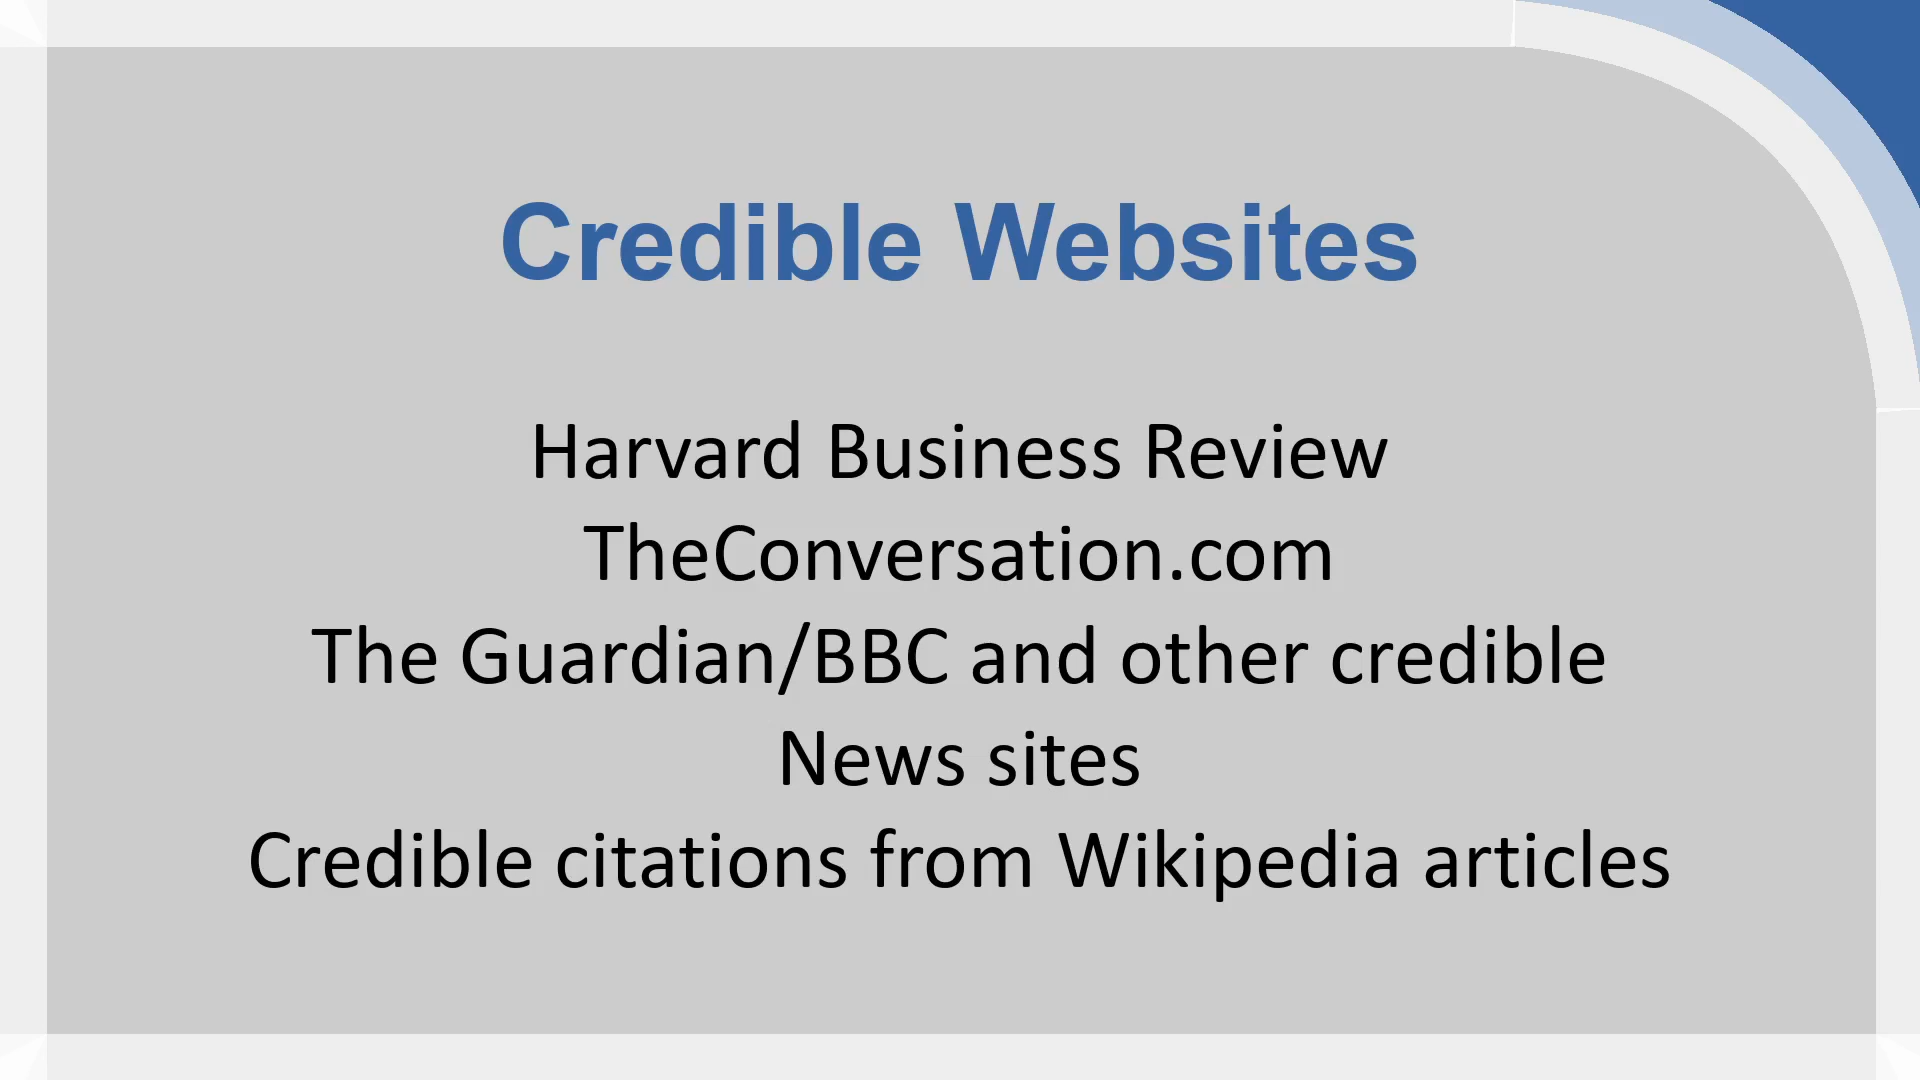 Credible Websites
Harvard Business Review
TheConversation.com
The Guardian/BBC and other credible
News sites
Credible citations from Wikipedia articles